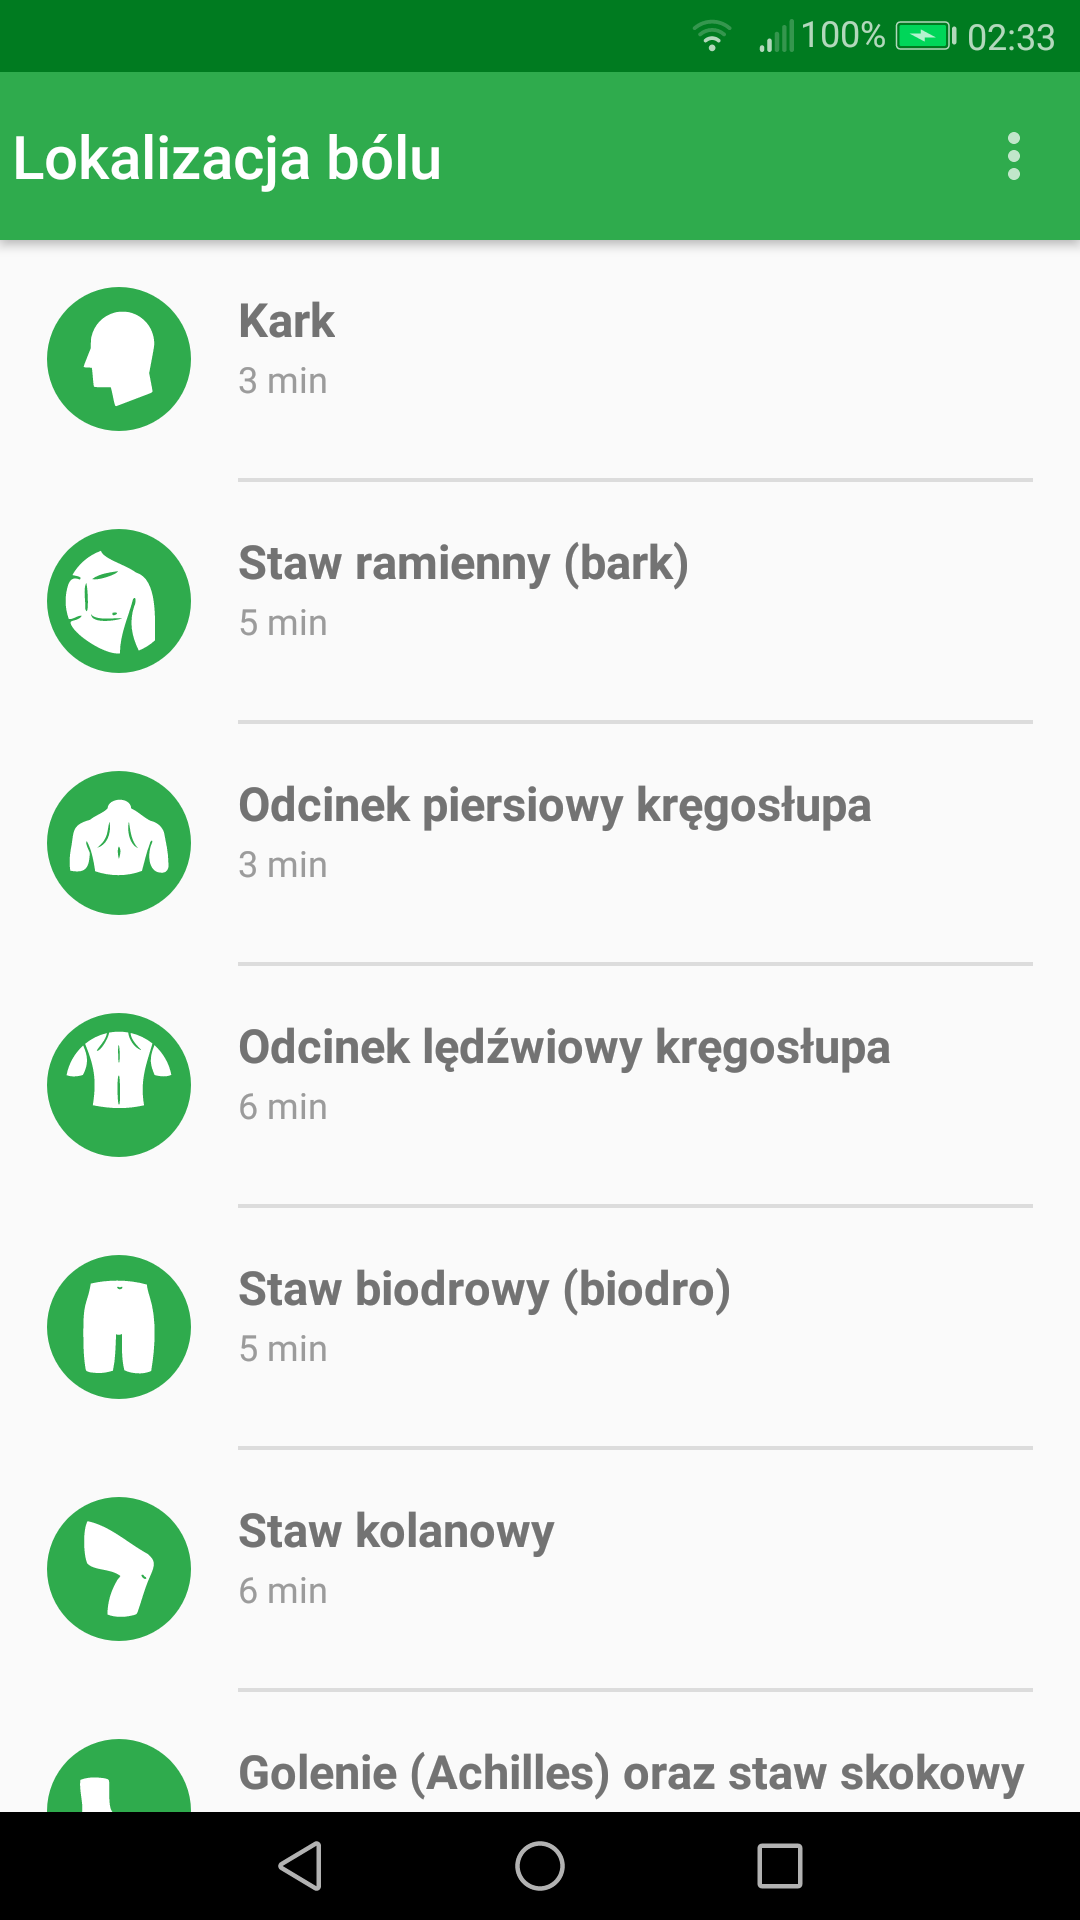 100% 02:33
Lokalizacja bólu
Kark
3 min
Staw ramienny (bark)
5 min
Odcinek piersiowy kręgosłupa
3 min
Odcinek lędźwiowy kręgosłupa
6 min
Staw biodrowy (biodro)
5 min
Staw kolanowy
6 min
Golenie (Achilles) oraz staw skokowy